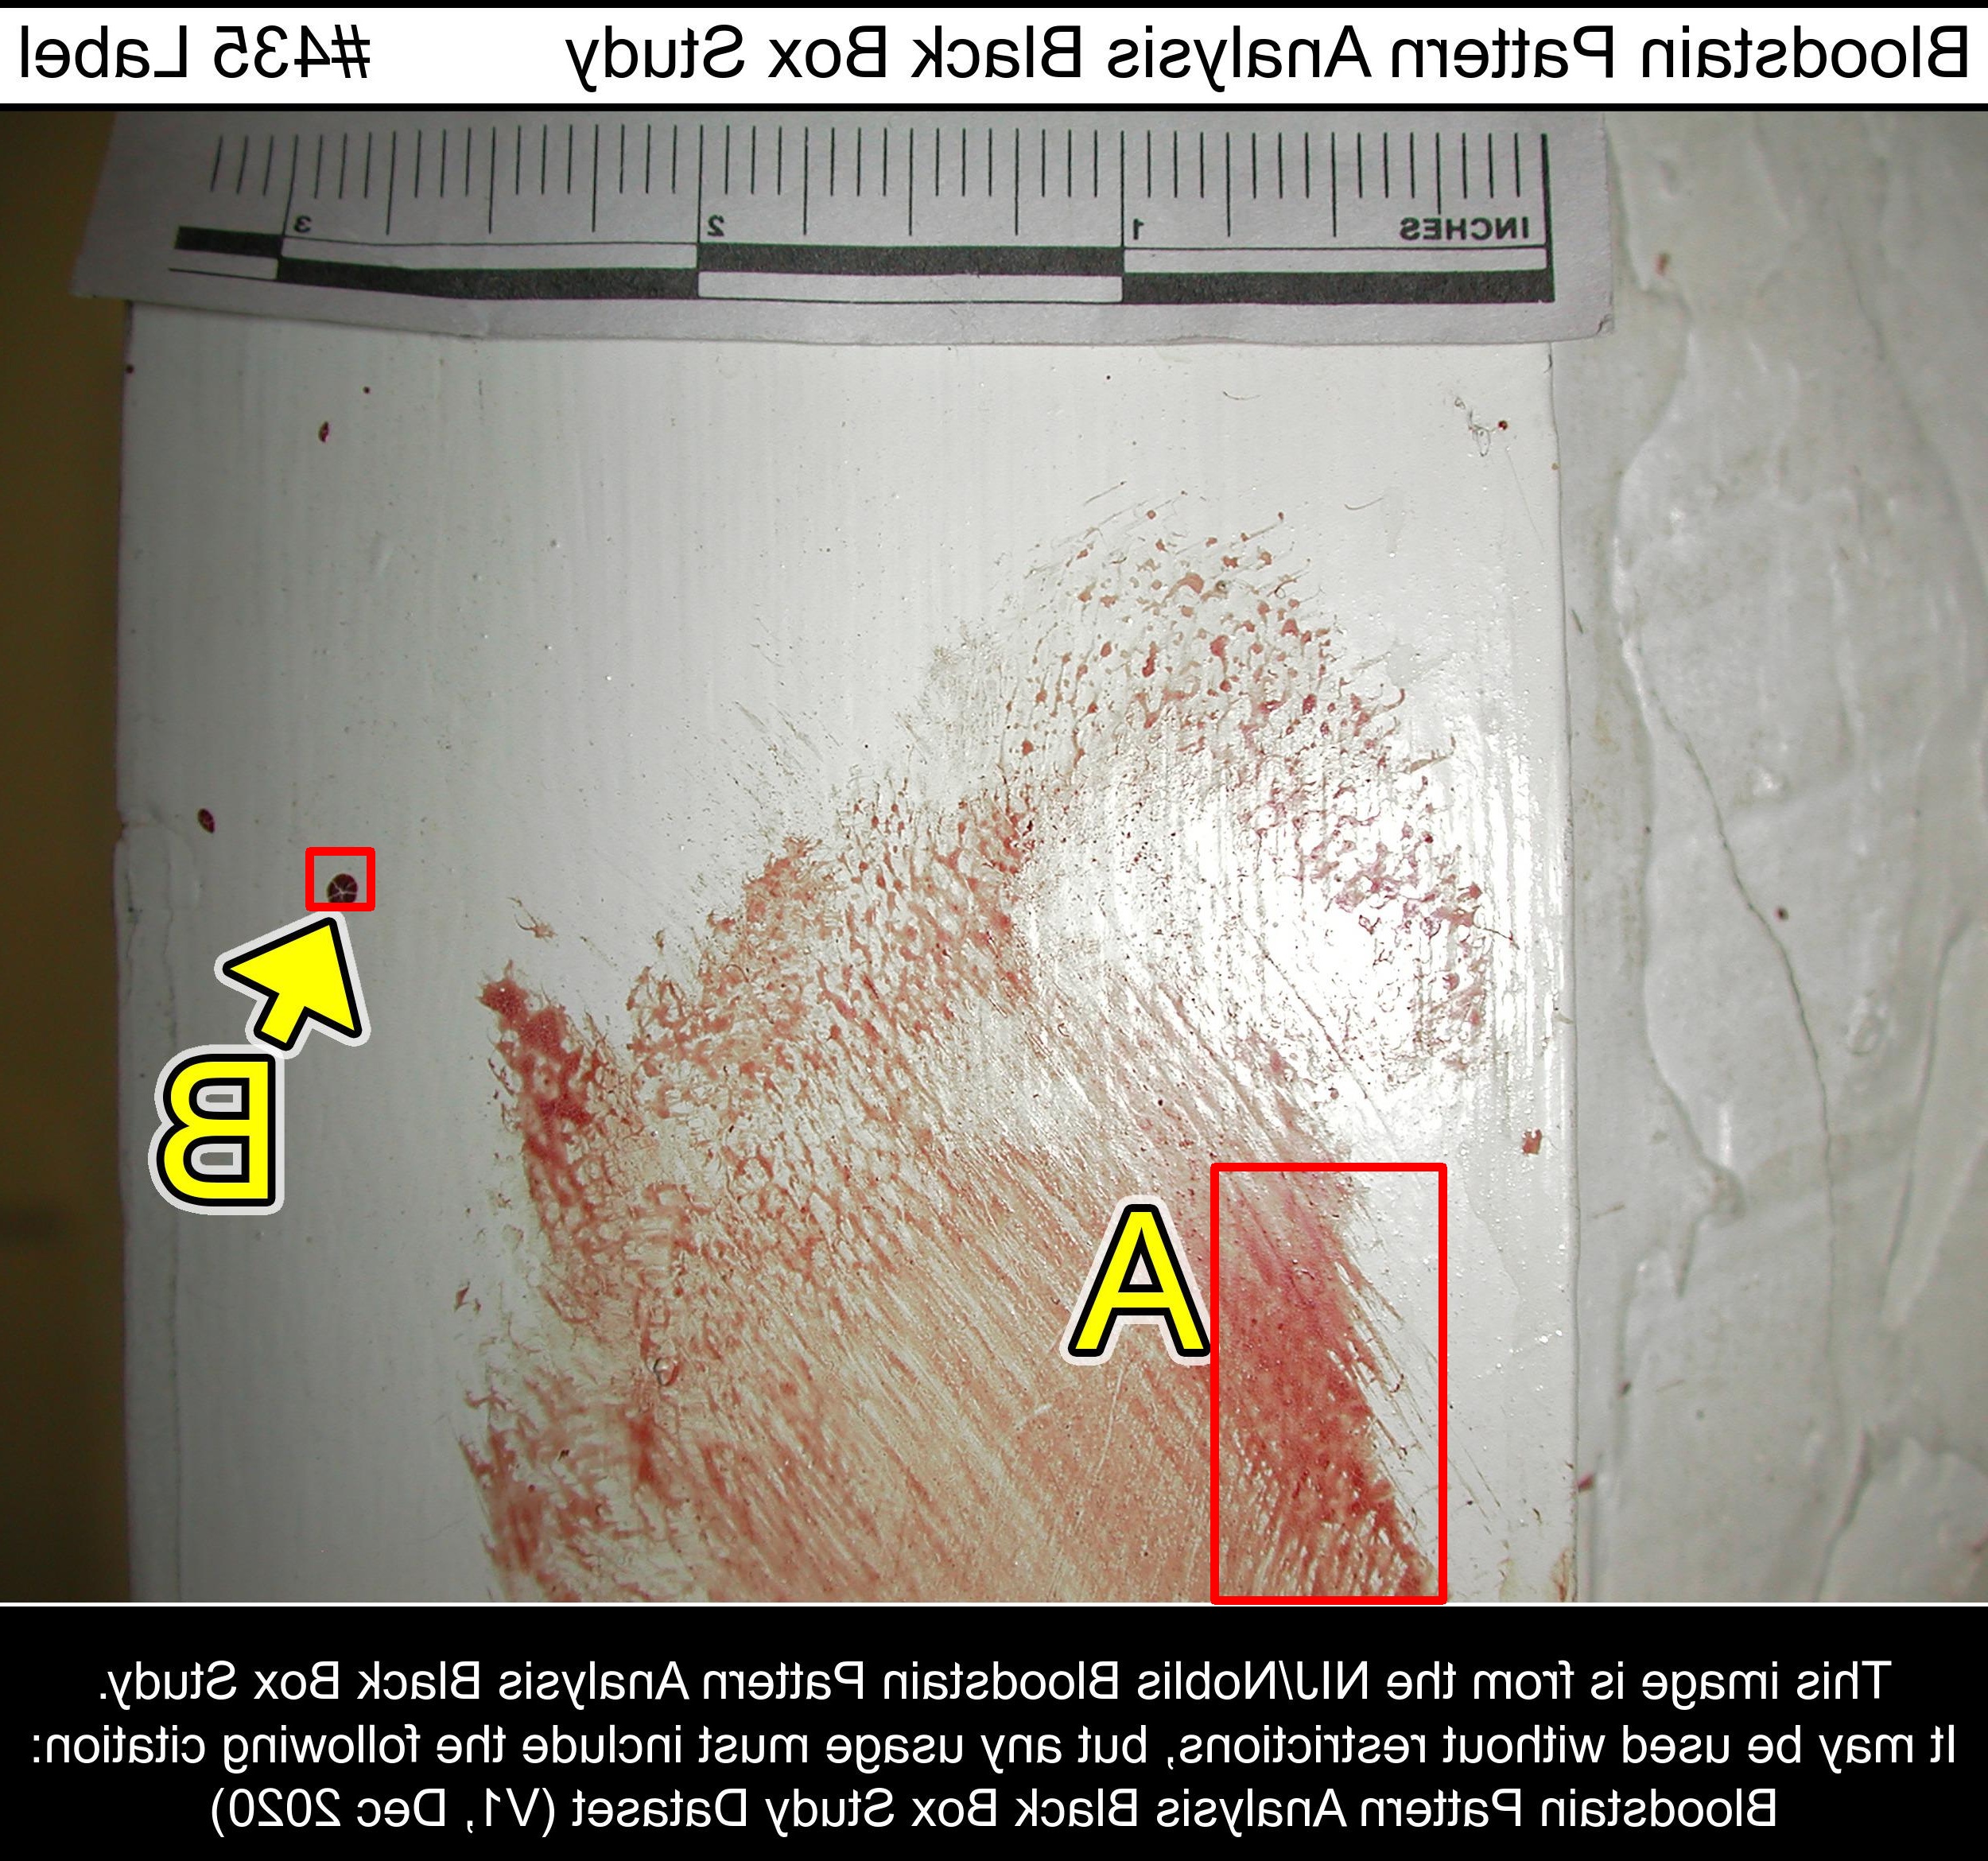 Bloodstain Pattern Analysis Black Box Study #435 Label
INCHES 1 2 3
B
A
This image is from the NIJ/Noblis Bloodstain Pattern Analysis Black Box Study.
It may be used without restrictions, but any usage must include the following citation:
Bloodstain Pattern Analysis Black Box Study Dataset (V1, Dec 2020)